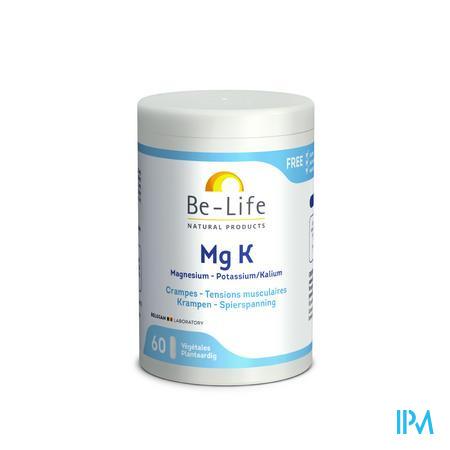 FREE
Be-Life
NATURAL PRODUCTS
Mg K
Magnesium - Potassium/Kalium
Crampes - Tensions musculaires
Krampen - Spierspanning
BELGIAN LABORATORY
60 Végétales
Plantaardig
IPM